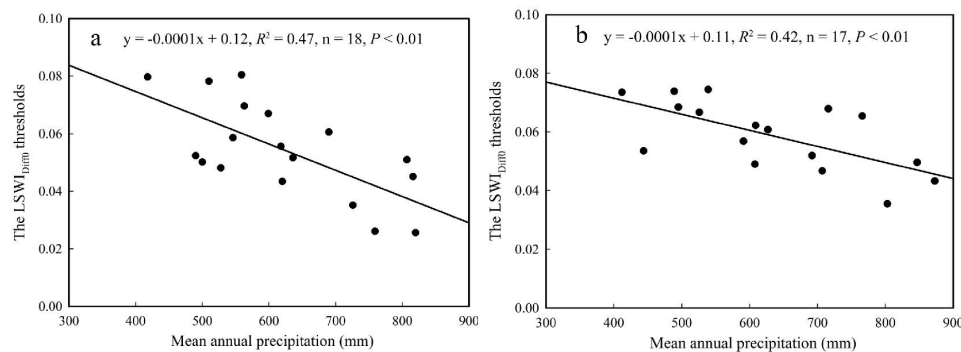 a
y = -0.0001x + 0.12, R² = 0.47, n = 18, P < 0.01
The LSWI thresholds
0.10
0.08
0.06
0.04
0.02
0.00
300 400 500 600 700 800 900
Mean annual precipitation (mm)
b
y = -0.0001x + 0.11, R² = 0.42, n = 17, P < 0.01
The LSWI thresholds
0.10
0.08
0.06
0.04
0.02
0.00
300 400 500 600 700 800 900
Mean annual precipitation (mm)